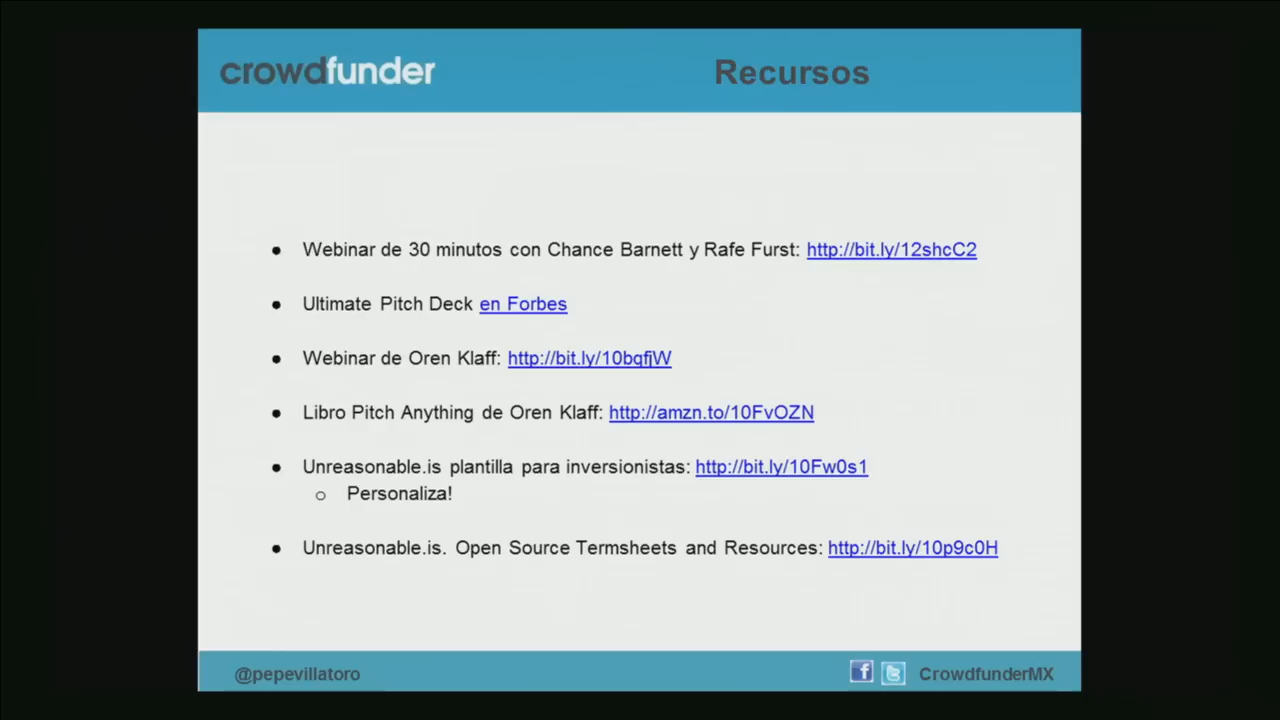 crowdfunder
Recursos
● Webinar de 30 minutos con Chance Barnett y Rafe Furst: http://bit.ly/12shcC2
● Ultimate Pitch Deck en Forbes
● Webinar de Oren Klaff: http://bit.ly/10bqfjW
● Libro Pitch Anything de Oren Klaff: http://amzn.to/10FvOZN
● Unreasonable.is plantilla para inversionistas: http://bit.ly/10Fw0s1
o Personaliza!
● Unreasonable.is. Open Source Termsheets and Resources: http://bit.ly/10p9c0H
@pepevillatoro
CrowdfunderMX